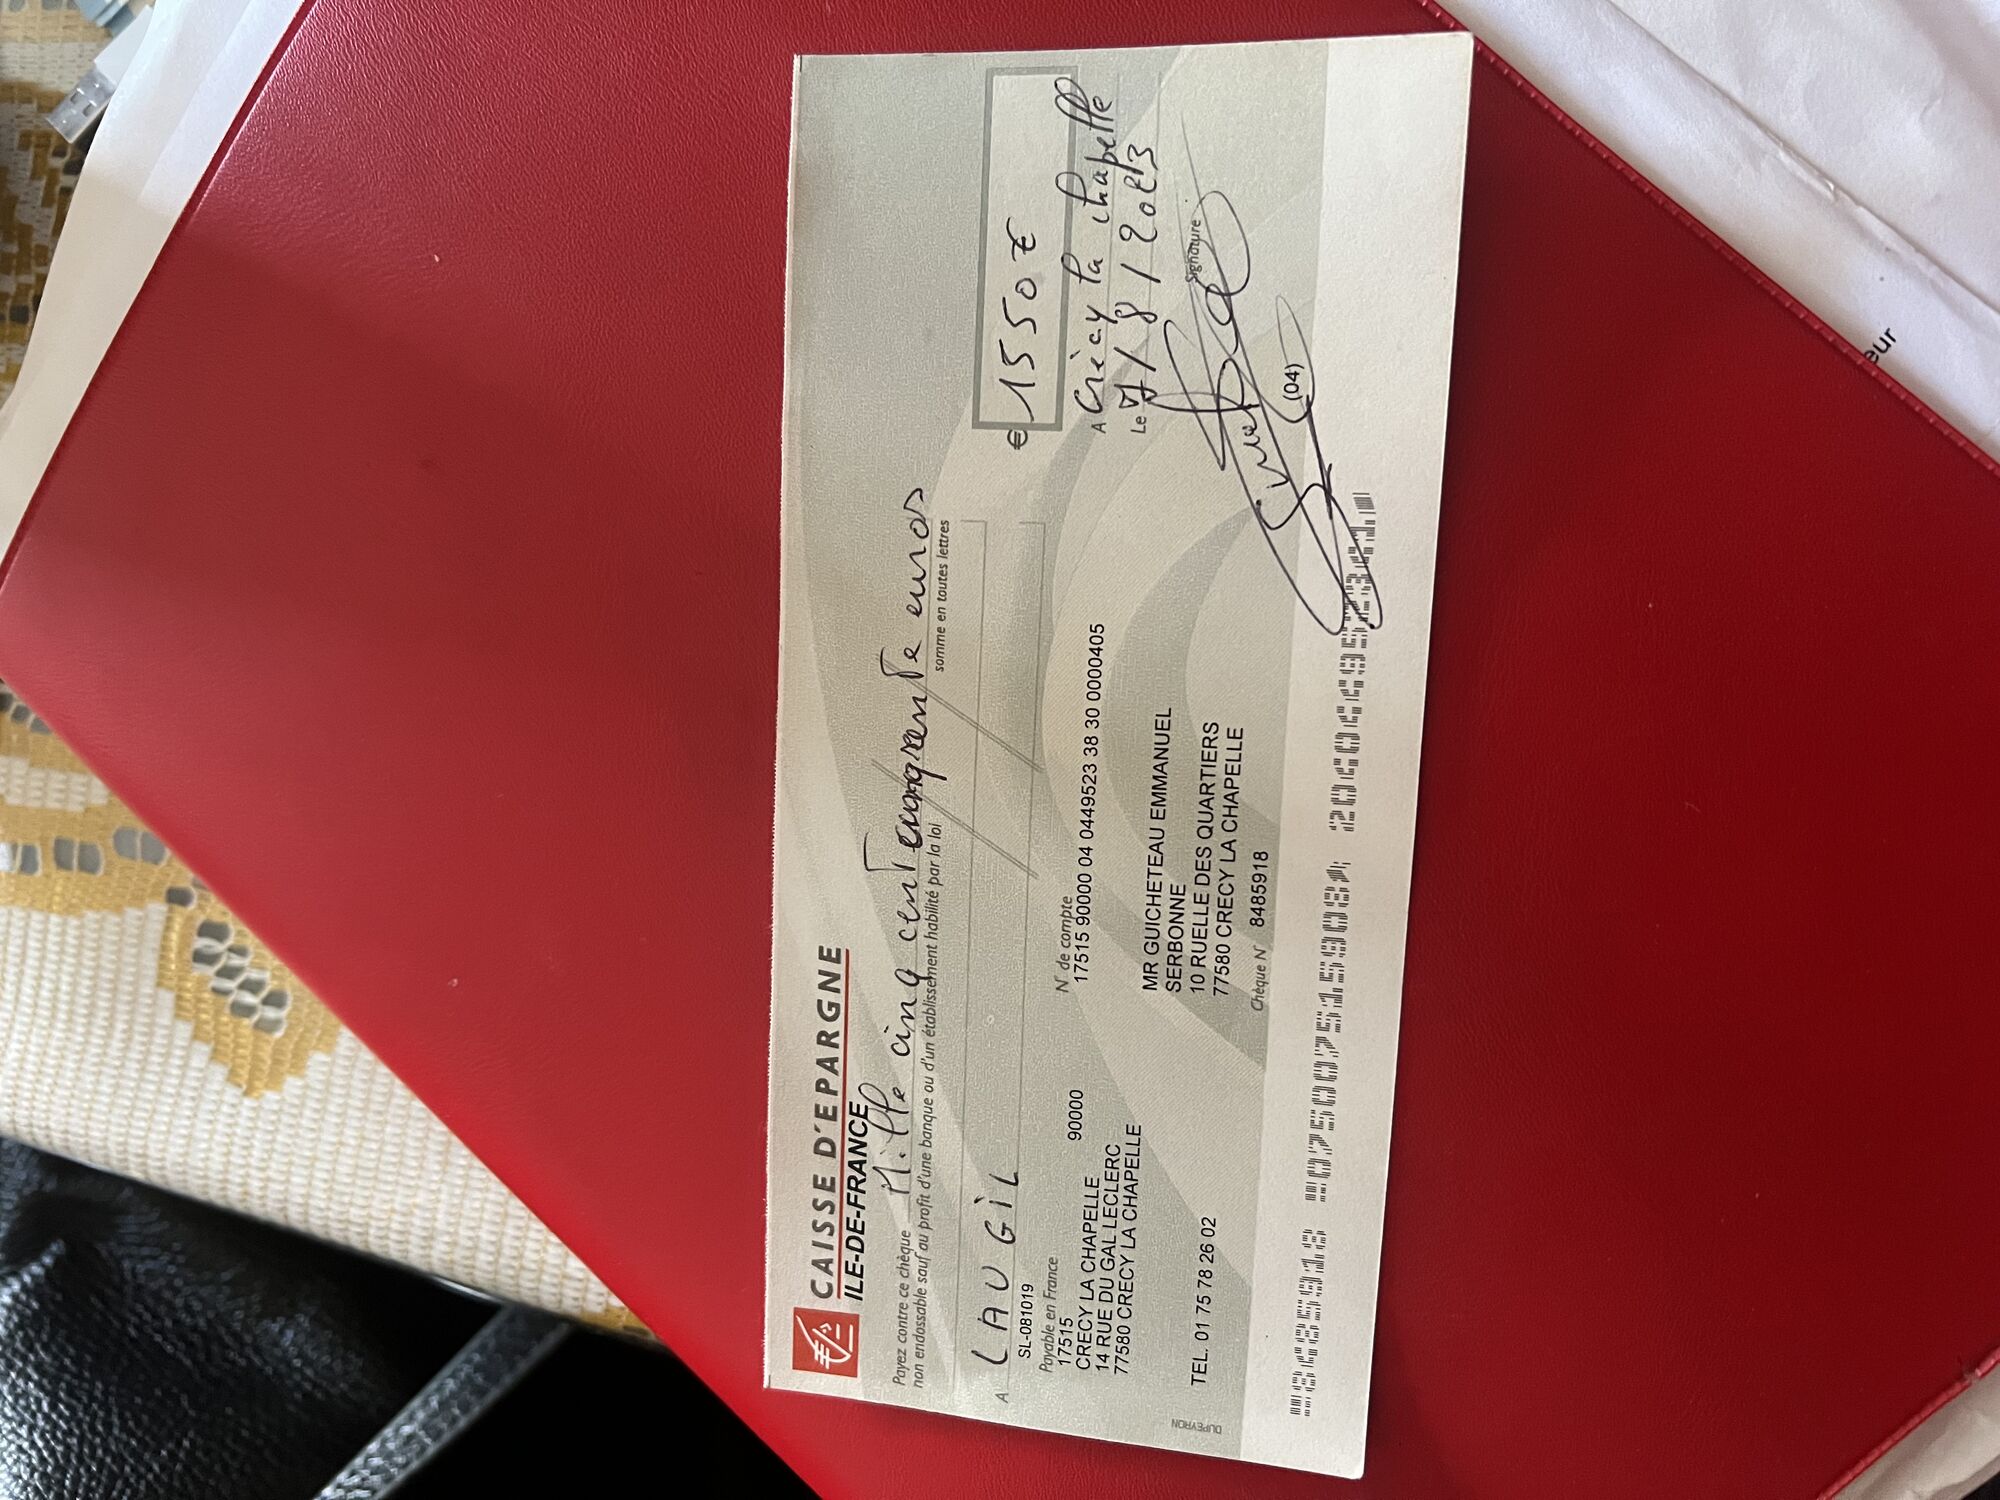 CAISSE D'EPARGNE
ILE-DE-FRANCE
Payez contre ce chèque Mille cinq cent cinquante euros
non endossable sauf au profit d'une banque ou d'un établissement habilité par la loi
somme en toutes lettres
A LAUGIL
€ 1550 €
SL-081019
Payable en France
17515 90000
CRECY LA CHAPELLE
14 RUE DU GAL LECLERC
77580 CRECY LA CHAPELLE
TEL. 01 75 78 26 02
N° de compte
17515 90000 04 0449523 38 30 0000405
MR GUICHETEAU EMMANUEL
SERBONNE
10 RUELLE DES QUARTIERS
77580 CRECY LA CHAPELLE
Chèque N° 8485918
A Crécy la chapelle
Le 7/8/2023
Signature
(04)
DUPEYRON
eur